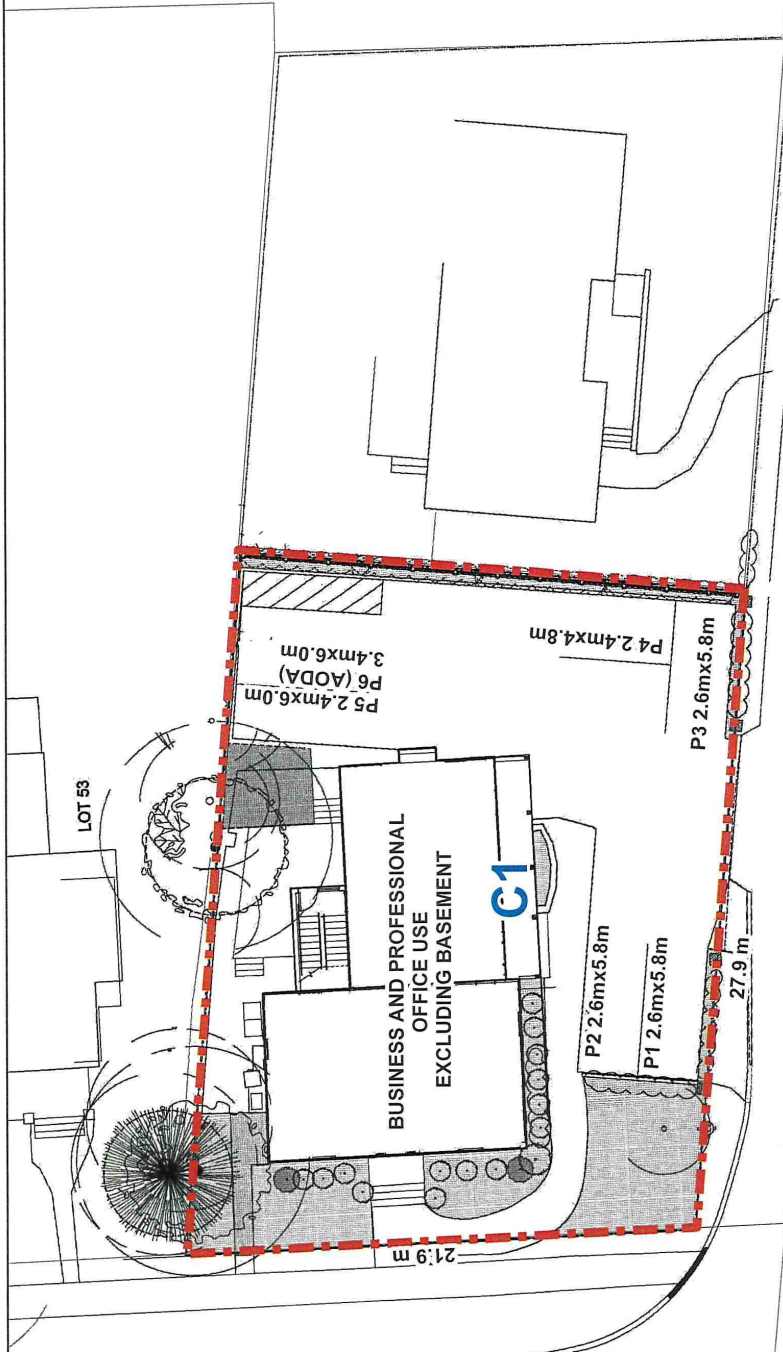 LOT 53
P5 2.4mx6.0m
P6 (AODA)
3.4mx6.0m
P4 2.4mx4.8m
P3 2.6mx5.8m
BUSINESS AND PROFESSIONAL
OFFICE USE
EXCLUDING BASEMENT
C1
P2 2.6mx5.8m
P1 2.6mx5.8m
27.9 m
21.9 m